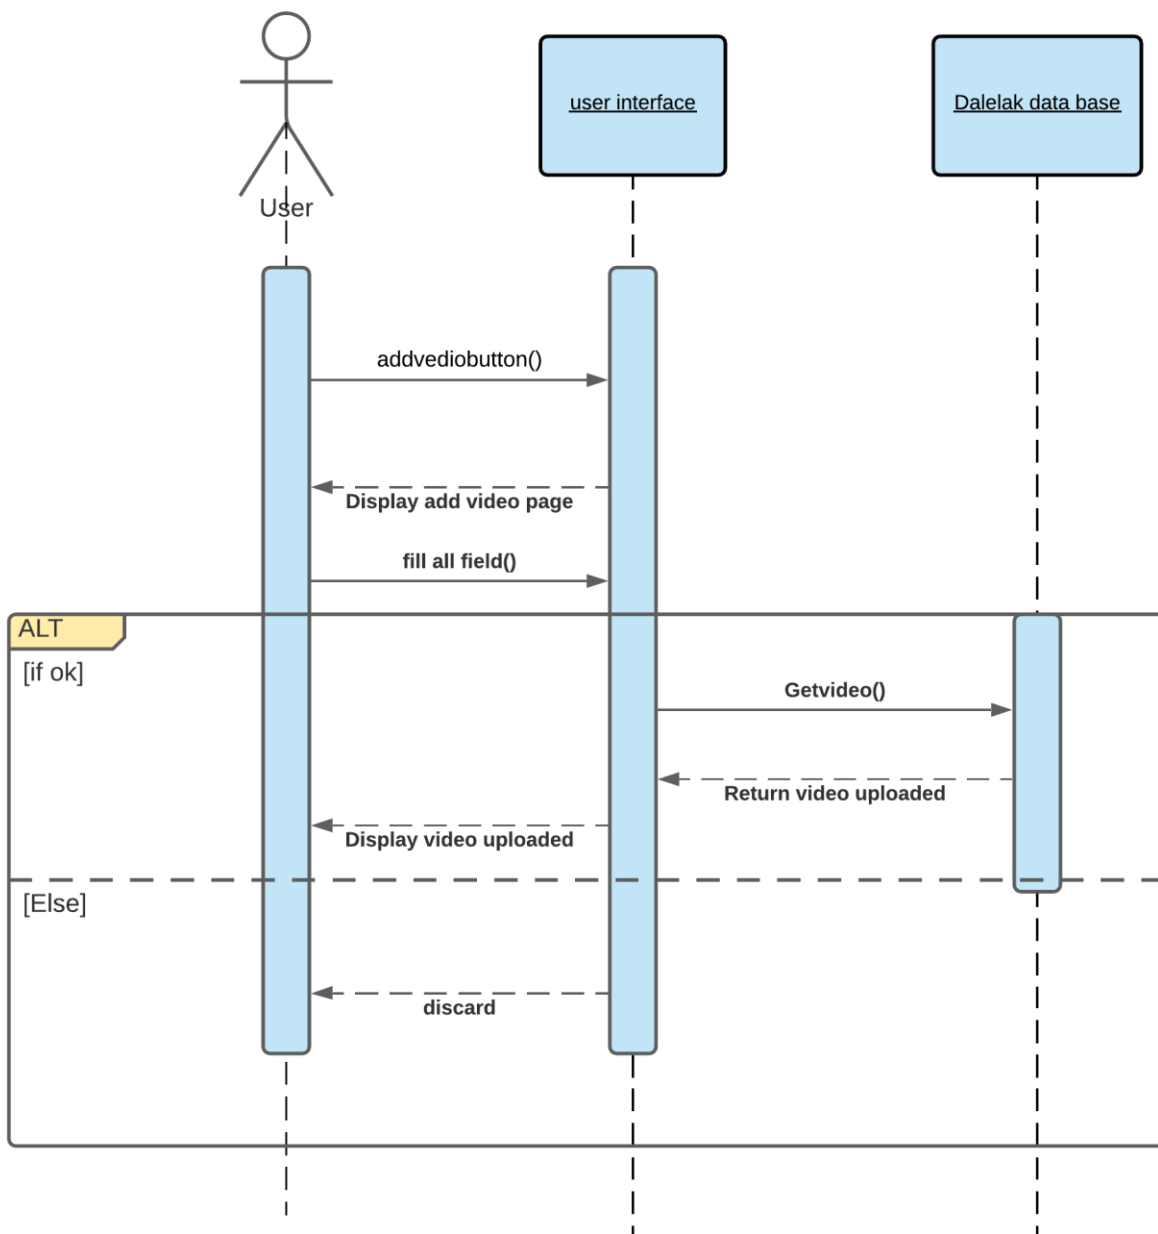 user interface
Dalelak data base
User
addvediobutton()
Display add video page
fill all field()
ALT
[if ok]
Getvideo()
Return video uploaded
Display video uploaded
[Else]
discard